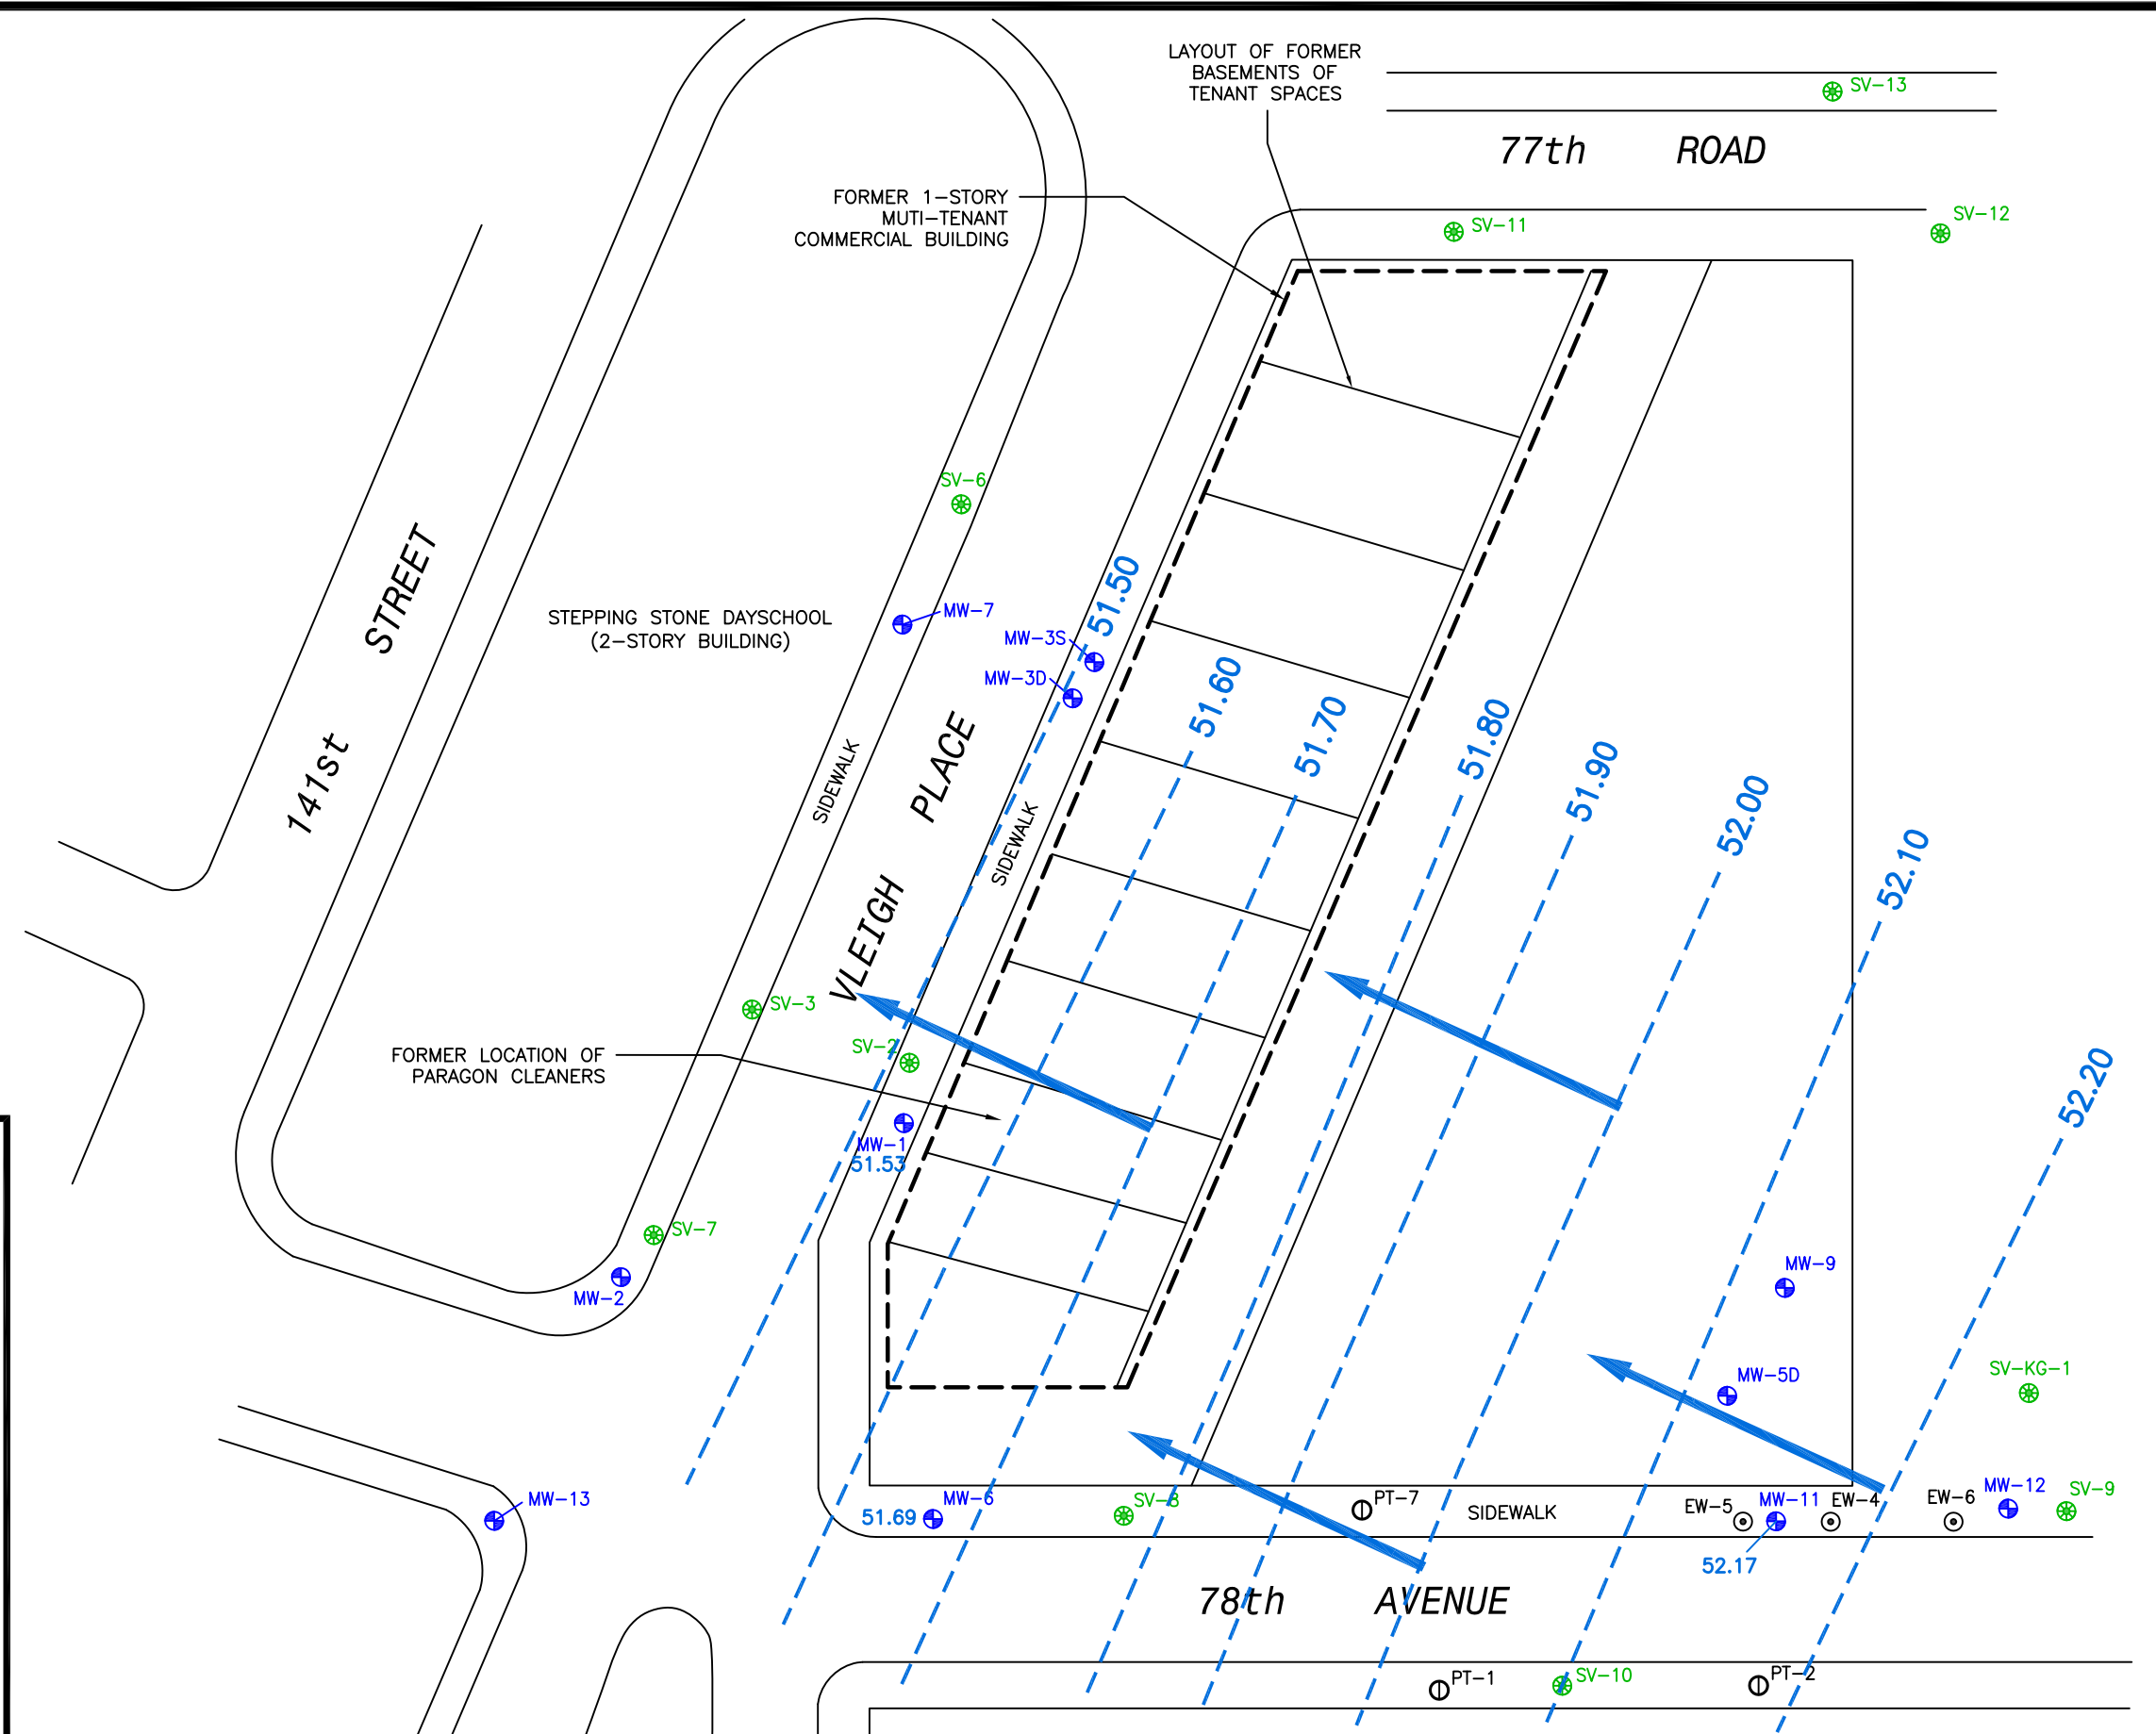 LAYOUT OF FORMER
BASEMENTS OF
TENANT SPACES
SV-13
77th ROAD
FORMER 1-STORY
MUTI-TENANT
COMMERCIAL BUILDING
SV-11
SV-12
SV-6
141st STREET
STEPPING STONE DAYSCHOOL
(2-STORY BUILDING)
MW-7
MW-3S
MW-3D
51.50
51.60
51.70
51.80
51.90
52.00
52.10
52.20
SIDEWALK
VLEIGH PLACE
SIDEWALK
SV-3
SV-2
FORMER LOCATION OF
PARAGON CLEANERS
MW-1
51.53
SV-7
MW-2
MW-9
MW-5D
SV-KG-1
MW-13
51.69
MW-6
SV-8
PT-7
SIDEWALK
EW-5
MW-11
EW-4
EW-6
MW-12
SV-9
52.17
78th AVENUE
PT-1
SV-10
PT-2